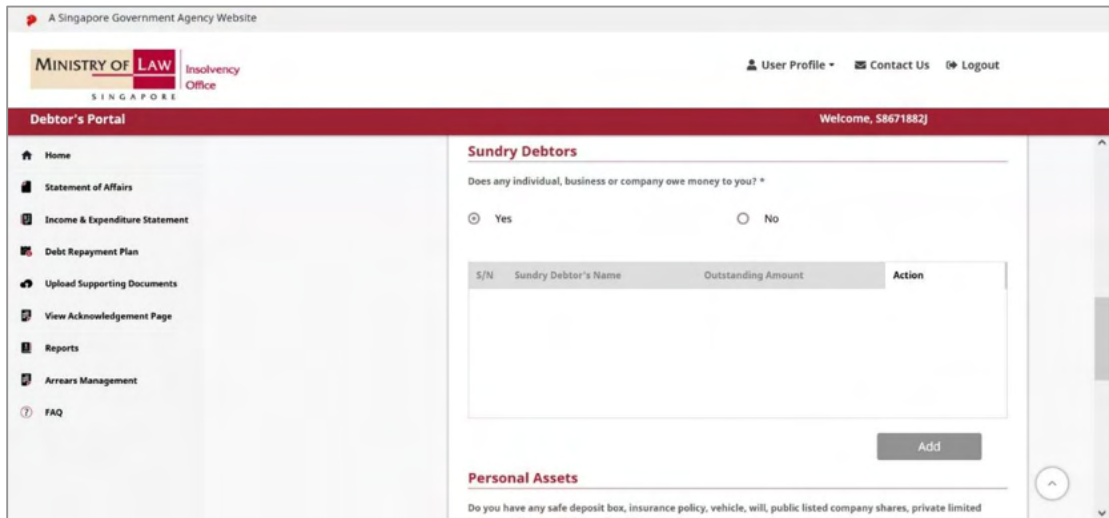 A Singapore Government Agency Website
MINISTRY OF LAW
SINGAPORE
Insolvency
Office
User Profile
Contact Us
Logout
Debtor's Portal
Welcome, S8671882J
Home
Statement of Affairs
Income & Expenditure Statement
Debt Repayment Plan
Upload Supporting Documents
View Acknowledgement Page
Reports
Arrears Management
FAQ
Sundry Debtors
Does any individual, business or company owe money to you? *
Yes No
S/N Sundry Debtor's Name Outstanding Amount Action
Add
Personal Assets
Do you have any safe deposit box, insurance policy, vehicle, will, public listed company shares, private limited